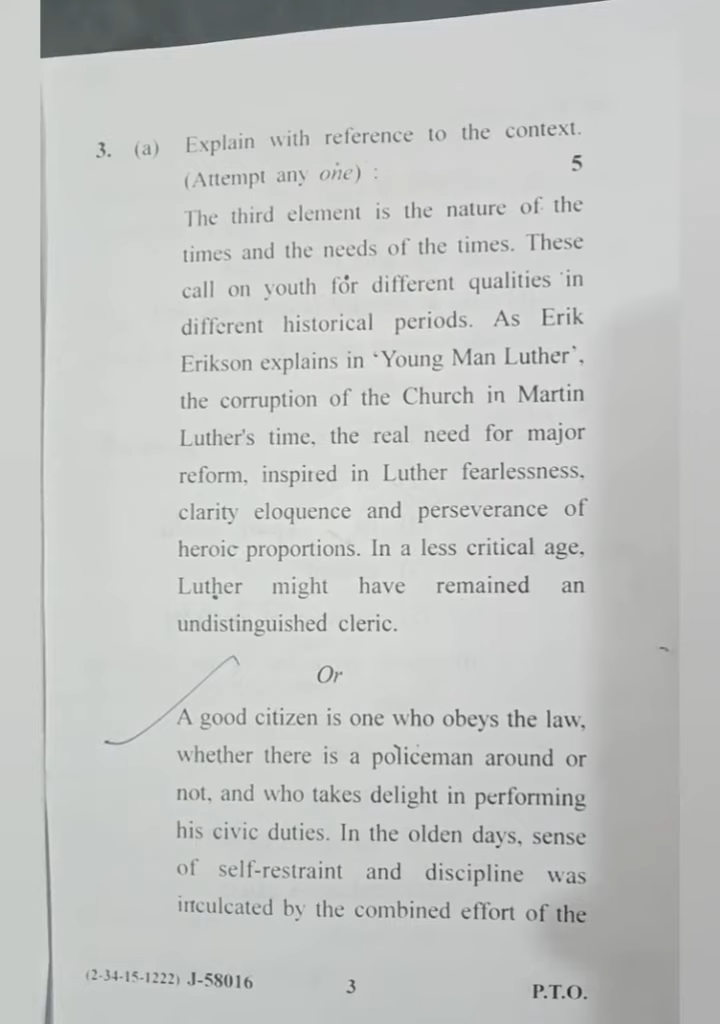 3. (a) Explain with reference to the context.
(Attempt any one) : 5
The third element is the nature of the
times and the needs of the times. These
call on youth for different qualities in
different historical periods. As Erik
Erikson explains in ‘Young Man Luther’,
the corruption of the Church in Martin
Luther's time, the real need for major
reform, inspired in Luther fearlessness,
clarity eloquence and perseverance of
heroic proportions. In a less critical age,
Luther might have remained an
undistinguished cleric.
Or
A good citizen is one who obeys the law,
whether there is a policeman around or
not, and who takes delight in performing
his civic duties. In the olden days, sense
of self-restraint and discipline was
inculcated by the combined effort of the
(2-34-15-1222) J-58016 3 P.T.O.